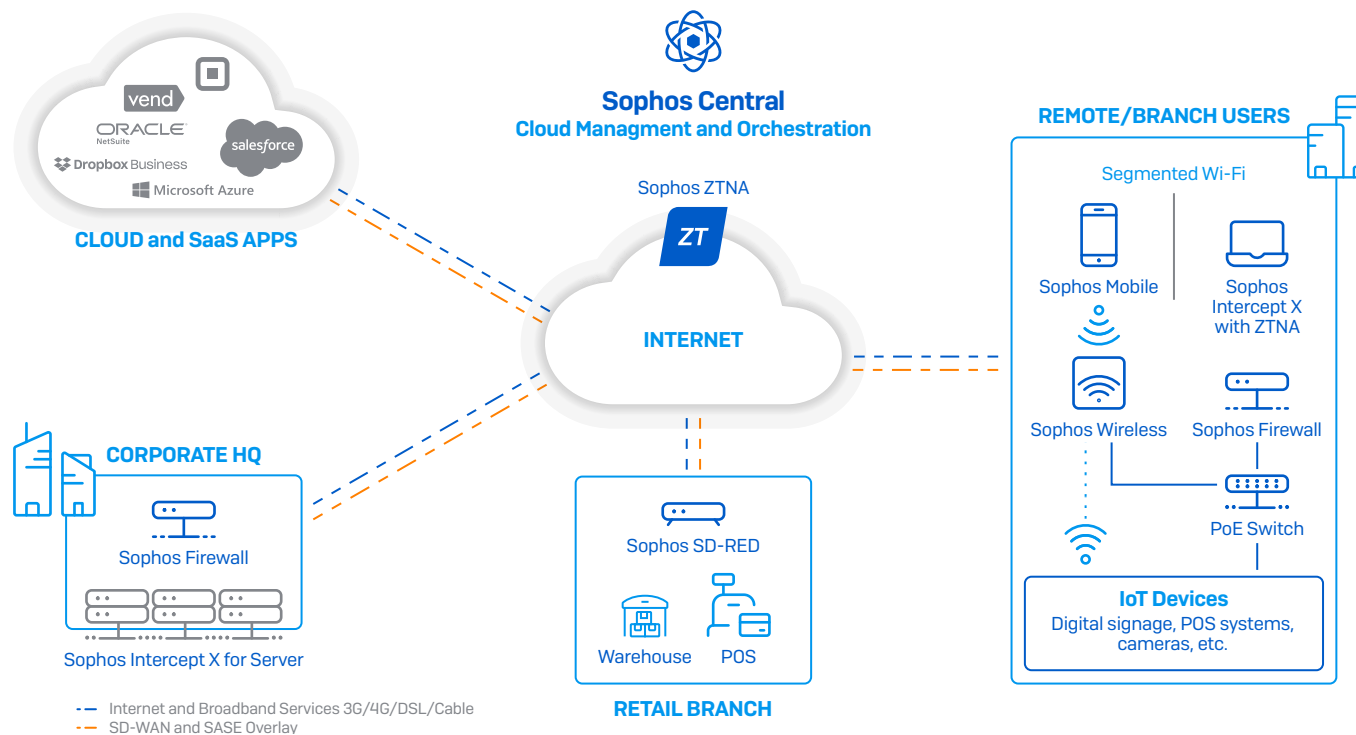 vend
ORACLE
NetSuite
salesforce
Dropbox Business
Microsoft Azure
CLOUD and SaaS APPS
Sophos Central
Cloud Managment and Orchestration
Sophos ZTNA
ZT
INTERNET
REMOTE/BRANCH USERS
Segmented Wi-Fi
Sophos Mobile
Sophos
Intercept X
with ZTNA
Sophos Wireless
Sophos Firewall
PoE Switch
IoT Devices
Digital signage, POS systems,
cameras, etc.
CORPORATE HQ
Sophos Firewall
Sophos Intercept X for Server
Sophos SD-RED
Warehouse
POS
RETAIL BRANCH
Internet and Broadband Services 3G/4G/DSL/Cable
SD-WAN and SASE Overlay